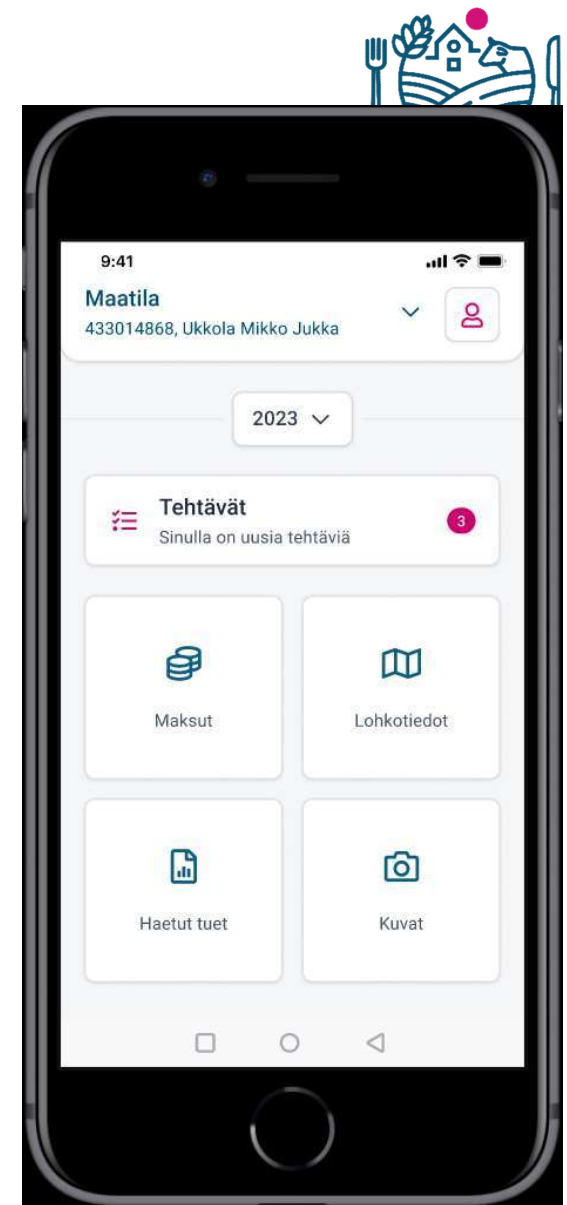 9:41
Maatila
433014868, Ukkola Mikko Jukka
2023
Tehtävät
Sinulla on uusia tehtäviä
3
Maksut
Lohkotiedot
Haetut tuet
Kuvat